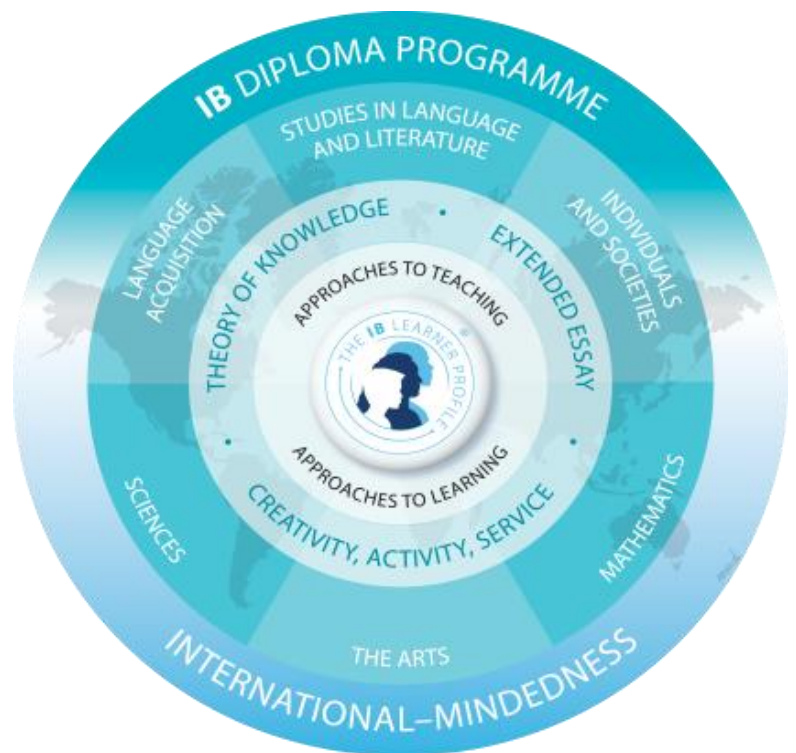 IB DIPLOMA PROGRAMME
STUDIES IN LANGUAGE
AND LITERATURE
LANGUAGE
ACQUISITION
INDIVIDUALS
AND SOCIETIES
THEORY OF KNOWLEDGE
•
EXTENDED ESSAY
•
•
APPROACHES TO TEACHING
THE IB LEARNER PROFILE
®
APPROACHES TO LEARNING
CREATIVITY, ACTIVITY, SERVICE
SCIENCES
MATHEMATICS
THE ARTS
INTERNATIONAL–MINDEDNESS